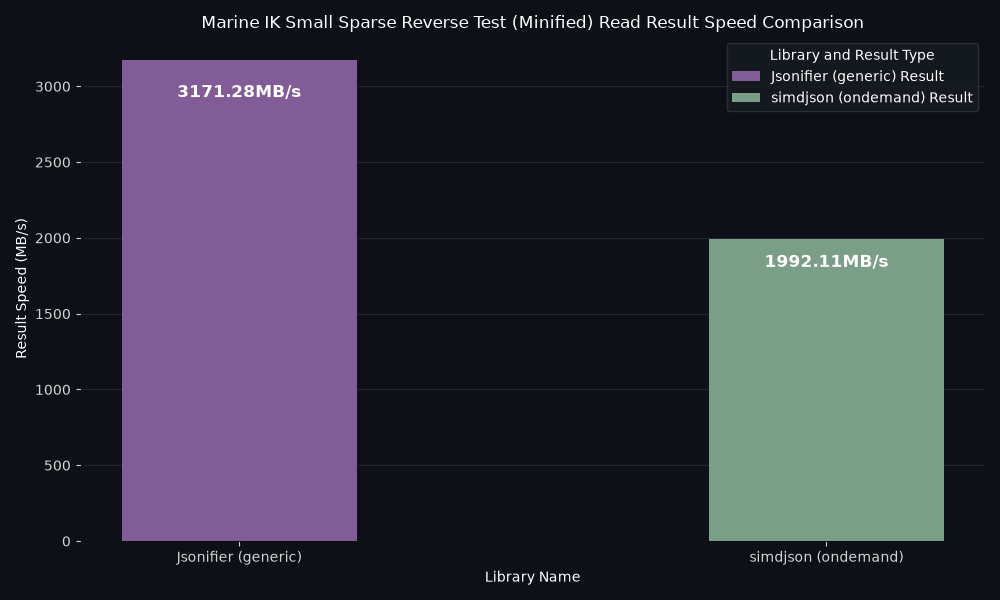 Marine IK Small Sparse Reverse Test (Minified) Read Result Speed Comparison
Library and Result Type
Jsonifier (generic) Result
simdjson (ondemand) Result
3171.28MB/s
1992.11MB/s
Result Speed (MB/s)
3000
2500
2000
1500
1000
500
0
Jsonifier (generic)
simdjson (ondemand)
Library Name